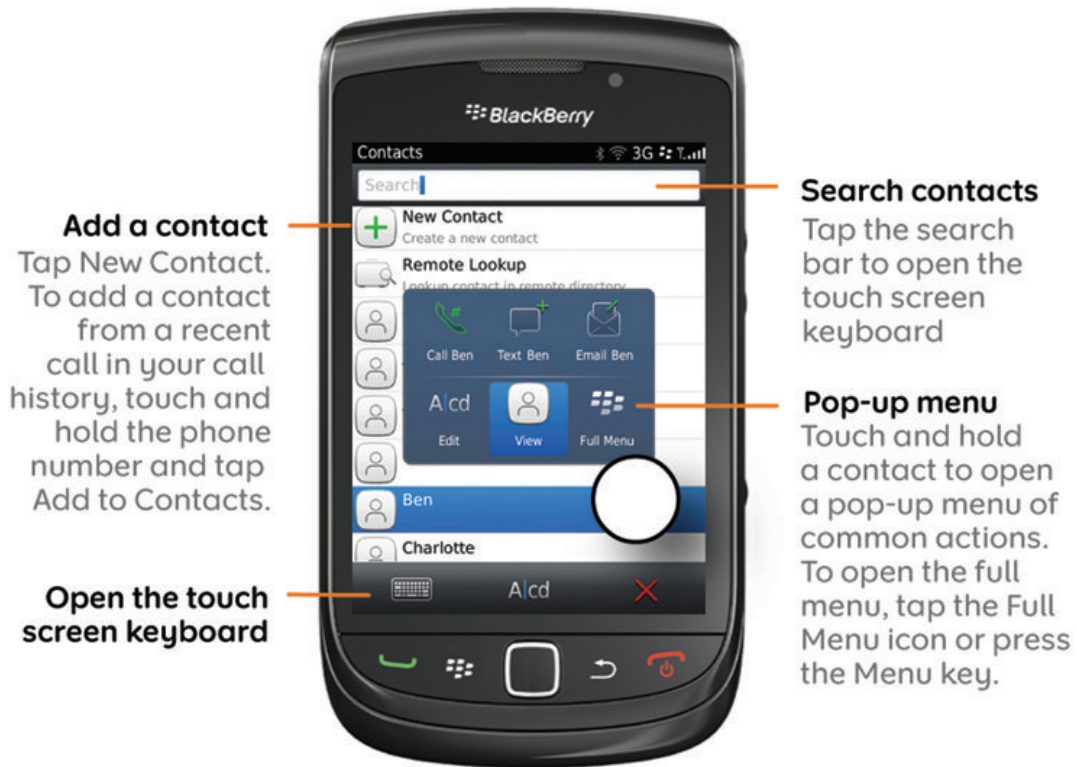 BlackBerry
Contacts
3G
Search
New Contact
Create a new contact
Remote Lookup
Lookup contact in remote directory
Call Ben
Text Ben
Email Ben
A|cd
Edit
View
Full Menu
Ben
Charlotte
A|cd
Add a contact
Tap New Contact.
To add a contact
from a recent
call in your call
history, touch and
hold the phone
number and tap
Add to Contacts.
Open the touch
screen keyboard
Search contacts
Tap the search
bar to open the
touch screen
keyboard
Pop-up menu
Touch and hold
a contact to open
a pop-up menu of
common actions.
To open the full
menu, tap the Full
Menu icon or press
the Menu key.